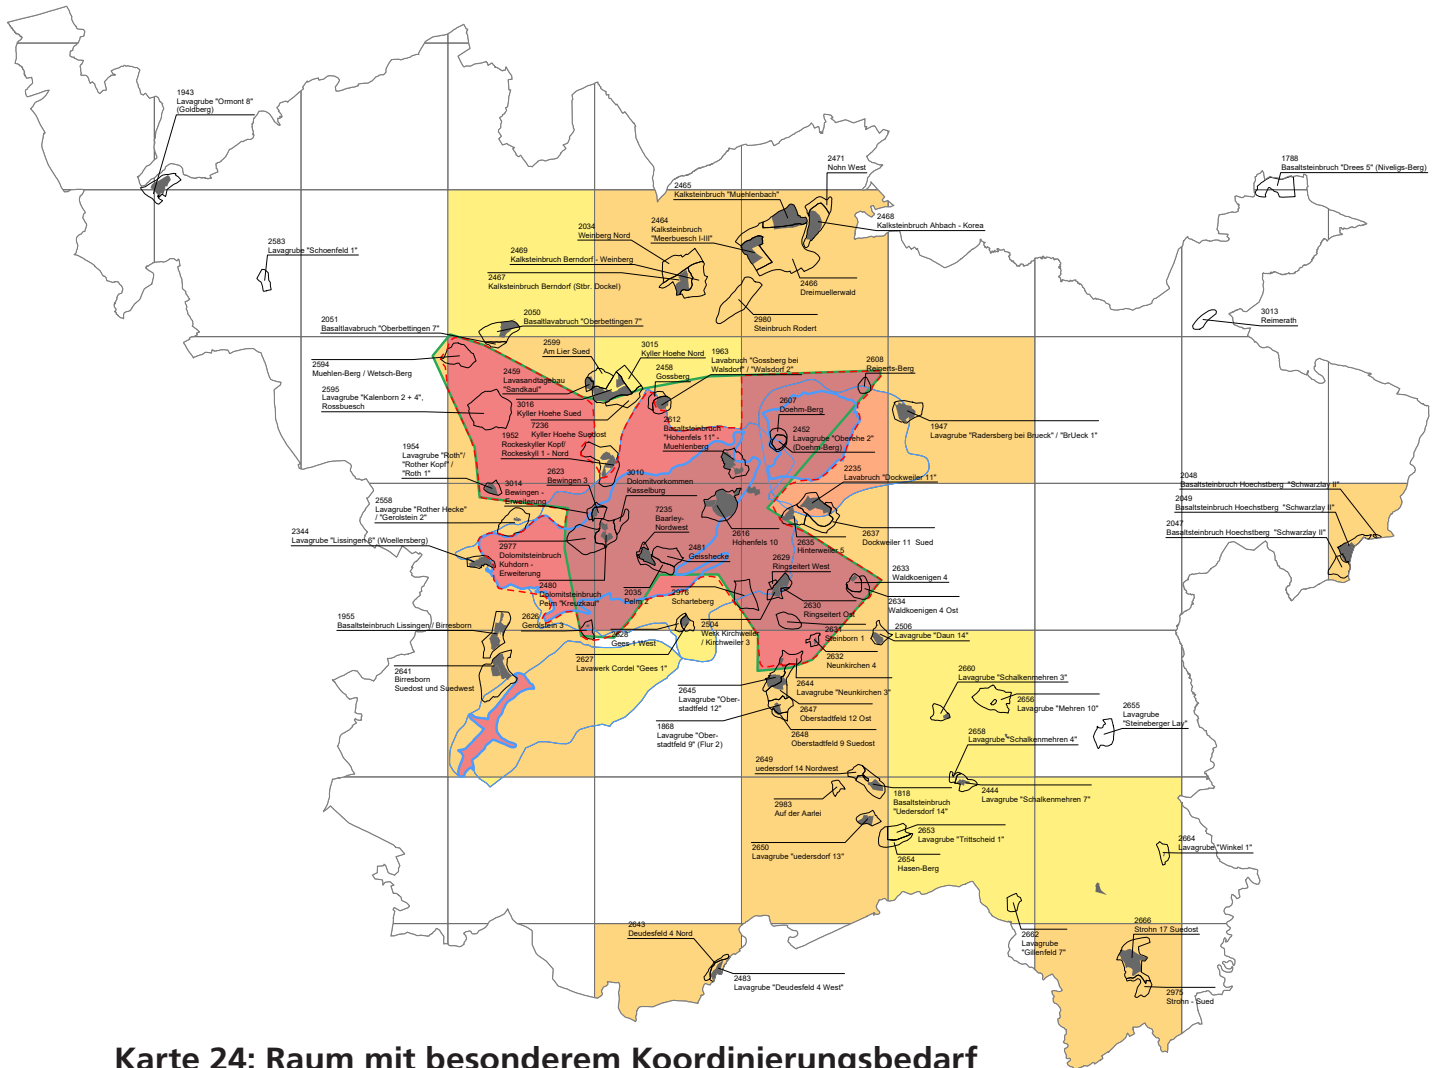 1943
Lavagrube "Ormont 8"
(Goldberg)
2471
Nohn West
1788
Basaltsteinbruch "Drees 5" (Niveligs-Berg)
2465
Kalksteinbruch "Muehlenbach"
2468
Kalksteinbruch Ahbach - Korea
2464
Kalksteinbruch
"Meerbuesch I-III"
2034
Weinberg Nord
2583
Lavagrube "Schoenfeld 1"
2469
Kalksteinbruch Berndorf - Weinberg
2467
Kalksteinbruch Berndorf (Stbr. Dockel)
2466
Dreimuellerwald
2980
Steinbruch Rodert
3013
Reimerath
2051
Basaltlavabruch "Oberbettingen 7"
2050
Basaltlavabruch "Oberbettingen 7"
2599
Am Lier Sued
3015
Kyller Hoehe Nord
1963
Lavabruch "Gossberg bei
Walsdorf" / "Walsdorf 2"
2594
Muehlen-Berg / Wetsch-Berg
2459
Lavasandtagebau
"Sandkaul"
2458
Gossberg
2608
Reinerts-Berg
2595
Lavagrube "Kalenborn 2 + 4",
Rossbuesch
3016
Kyller Hoehe Sued
7236
Kyller Hoehe Suedost
2612
Basaltsteinbruch
"Hohenfels 11" -
Muehlenberg
2607
Doehm-Berg
2452
Lavagrube "Oberehe 2"
(Doehm-Berg)
1947
Lavagrube "Radersberg bei Brueck" / "BrUeck 1"
1952
Rockeskyller Kopf/
Rockeskyll 1 - Nord
1954
Lavagrube "Roth"/
"Rother Kopf" /
"Roth 1"
2623
Bewingen 3
3010
Dolomitvorkommen
Kasselburg
2235
Lavabruch "Dockweiler 11"
2048
Basaltsteinbruch Hoechstberg "Schwarzlay II"
2049
Basaltsteinbruch Hoechstberg "Schwarzlay II"
2047
Basaltsteinbruch Hoechstberg "Schwarzlay II"
3014
Bewingen -
Erweiterung
2558
Lavagrube "Rother Hecke"
/ "Gerolstein 2"
7235
Baarley-
Nordwest
2344
Lavagrube "Lissingen 6" (Woellersberg)
2616
Hohenfels 10
2635
Hinterweiler 5
2637
Dockweiler 11 Sued
2977
Dolomitsteinbruch
Kuhdorn -
Erweiterung
2481
Geisshecke
2629
Ringseitert West
2633
Waldkoenigen 4
2480
Dolomitsteinbruch
Pelm "Kreuzkaul"
2035
Pelm 2
2976
Scharteberg
2630
Ringseitert Ost
2634
Waldkoenigen 4 Ost
1955
Basaltsteinbruch Lissingen / Birresborn
2626
Gerolstein 3
2628
Gees 1 West
2504
Werk Kirchweiler
/ Kirchweiler 3
2631
Steinborn 1
2506
Lavagrube "Daun 14"
2627
Lavawerk Cordel "Gees 1"
2632
Neunkirchen 4
2641
Birresborn
Suedost und Suedwest
2645
Lavagrube "Ober-
stadtfeld 12"
2644
Lavagrube "Neunkirchen 3"
2660
Lavagrube "Schalkenmehren 3"
2656
Lavagrube "Mehren 10"
2655
Lavagrube
"Steineberger Lay"
2647
Oberstadtfeld 12 Ost
1868
Lavagrube "Ober-
stadtfeld 9" (Flur 2)
2648
Oberstadtfeld 9 Suedost
2658
Lavagrube "Schalkenmehren 4"
2649
uedersdorf 14 Nordwest
2983
Auf der Aarlei
1818
Basaltsteinbruch
"Uedersdorf 14"
2444
Lavagrube "Schalkenmehren 7"
2650
Lavagrube "uedersdorf 13"
2653
Lavagrube "Trittscheid 1"
2654
Hasen-Berg
2664
Lavagrube "Winkel 1"
2643
Deudesfeld 4 Nord
2483
Lavagrube "Deudesfeld 4 West"
2662
Lavagrube
"Gillenfeld 7"
2666
Strohn 17 Suedost
2975
Strohn - Sued
Karte 24: Raum mit besonderem Koordinierungsbedarf